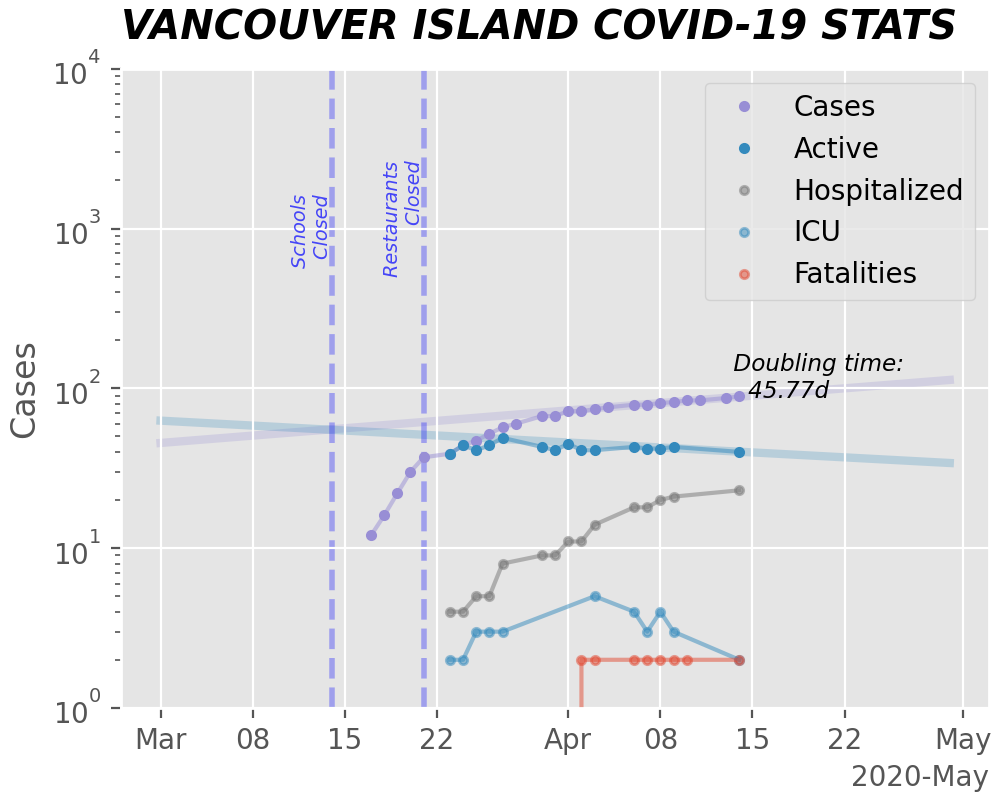 VANCOUVER ISLAND COVID-19 STATS
10^4
10^3
10^2
10^1
10^0
Cases
Schools
Closed
Restaurants
Closed
Cases
Active
Hospitalized
ICU
Fatalities
Doubling time:
45.77d
Mar 08 15 22 Apr 08 15 22 May
2020-May